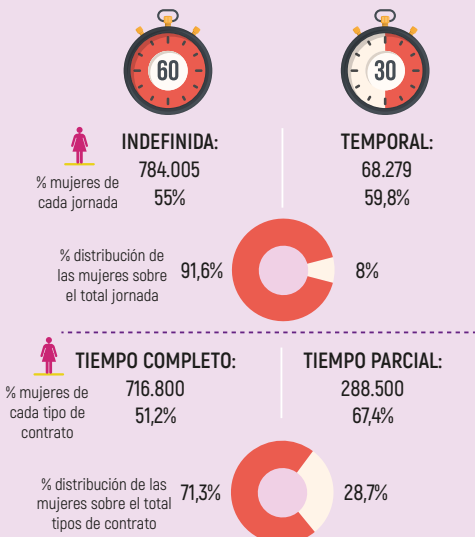 60
30
INDEFINIDA:
784.005
55%
TEMPORAL:
68.279
59,8%
% mujeres de
cada jornada
% distribución de
las mujeres sobre
el total jornada
91,6%
8%
TIEMPO COMPLETO:
716.800
51,2%
TIEMPO PARCIAL:
288.500
67,4%
% mujeres de
cada tipo de
contrato
% distribución de las
mujeres sobre el total
tipos de contrato
71,3%
28,7%